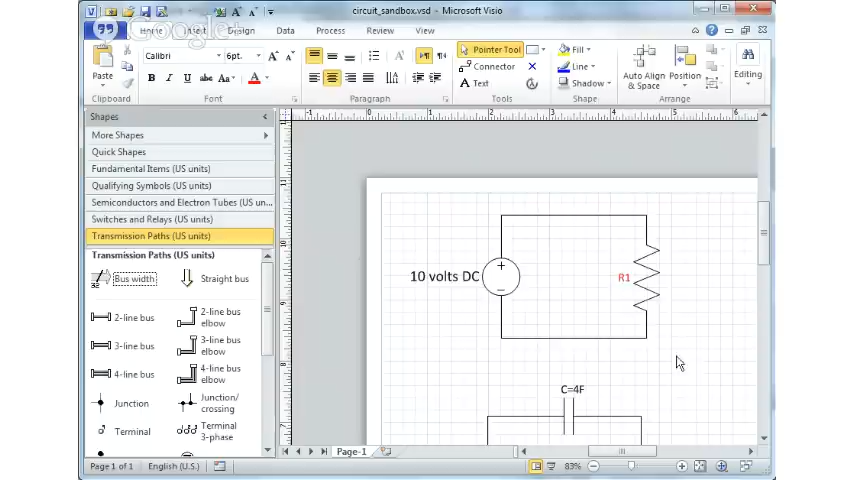 circuit_sandbox.vsd - Microsoft Visio
Google+
Insert
Design
Data
Process
Review
View
Calibri
6pt.
Paste
Clipboard
Font
Paragraph
Pointer Tool
Connector
Text
Tools
Fill
Line
Shadow
Shape
Auto Align & Space
Position
Arrange
Editing
Shapes
More Shapes
Quick Shapes
Fundamental Items (US units)
Qualifying Symbols (US units)
Semiconductors and Electron Tubes (US un...
Switches and Relays (US units)
Transmission Paths (US units)
Transmission Paths (US units)
Bus width
Straight bus
2-line bus
2-line bus elbow
3-line bus
3-line bus elbow
4-line bus
4-line bus elbow
Junction
Junction/ crossing
Terminal
Terminal 3-phase
10 volts DC
+
−
R1
C=4F
Page-1
Page 1 of 1
English (U.S.)
83%